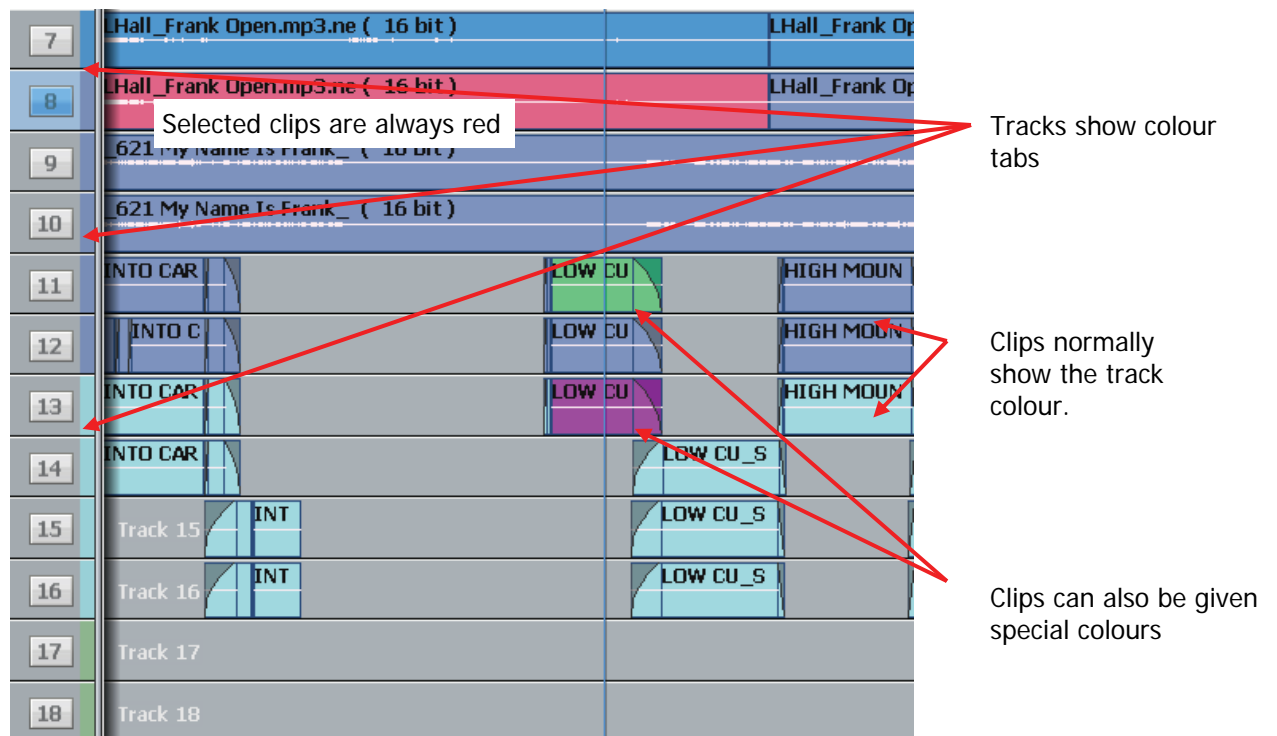 7
LHall_Frank Open.mp3.ne ( 16 bit )
LHall_Frank Op
8
LHall_Frank Open.mp3.ne ( 16 bit )
LHall_Frank Op
Selected clips are always red
Tracks show colour
tabs
9
_621 My Name Is Frank_ ( 16 bit )
10
_621 My Name Is Frank_ ( 16 bit )
11
INTO CAR
LOW CU
HIGH MOUN
12
INTO C
LOW CU
HIGH MOUN
Clips normally
show the track
colour.
13
INTO CAR
LOW CU
HIGH MOUN
14
INTO CAR
LOW CU_S
15
Track 15
INT
LOW CU_S
16
Track 16
INT
LOW CU_S
Clips can also be given
special colours
17
Track 17
18
Track 18